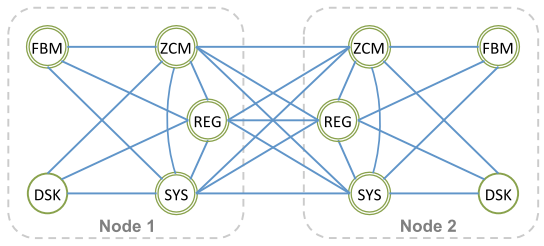 FBM ZCM ZCM FBM
REG REG
DSK SYS SYS DSK
Node 1 Node 2